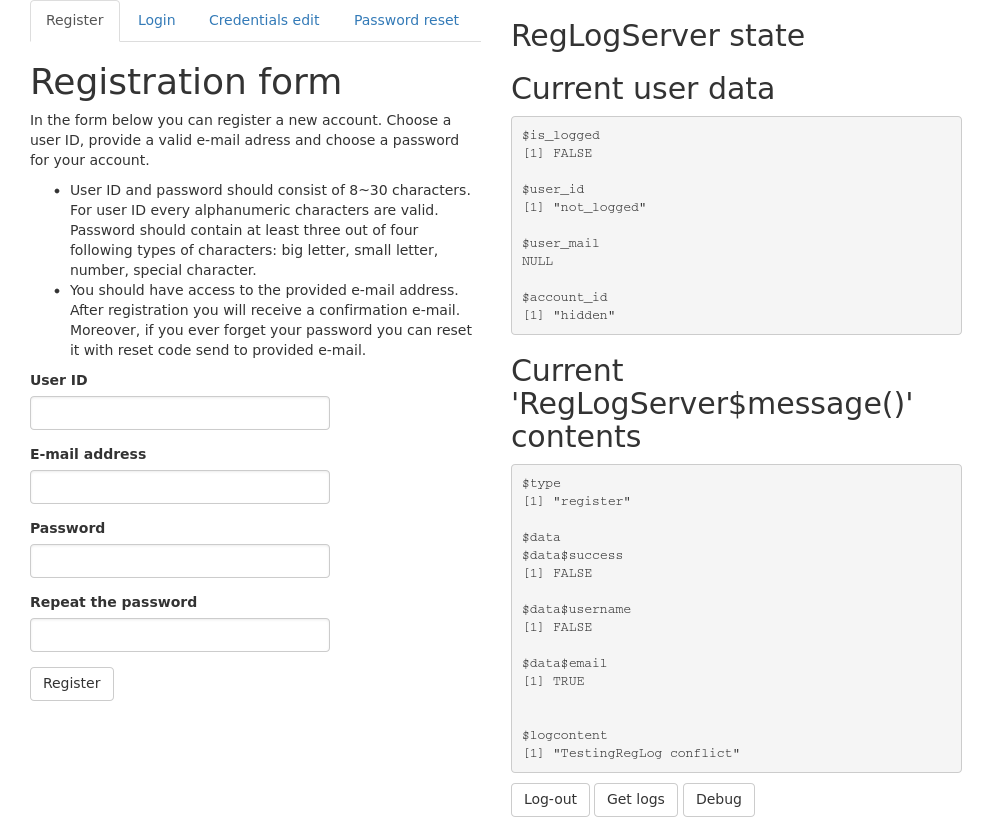 Register
Login
Credentials edit
Password reset
Registration form
In the form below you can register a new account. Choose a
user ID, provide a valid e-mail adress and choose a password
for your account.
User ID and password should consist of 8~30 characters.
For user ID every alphanumeric characters are valid.
Password should contain at least three out of four
following types of characters: big letter, small letter,
number, special character.
You should have access to the provided e-mail address.
After registration you will receive a confirmation e-mail.
Moreover, if you ever forget your password you can reset
it with reset code send to provided e-mail.
User ID
E-mail address
Password
Repeat the password
Register
RegLogServer state
Current user data
$is_logged
[1] FALSE
$user_id
[1] "not_logged"
$user_mail
NULL
$account_id
[1] "hidden"
Current
'RegLogServer$message()'
contents
$type
[1] "register"
$data
$data$success
[1] FALSE
$data$username
[1] FALSE
$data$email
[1] TRUE
$logcontent
[1] "TestingRegLog conflict"
Log-out
Get logs
Debug